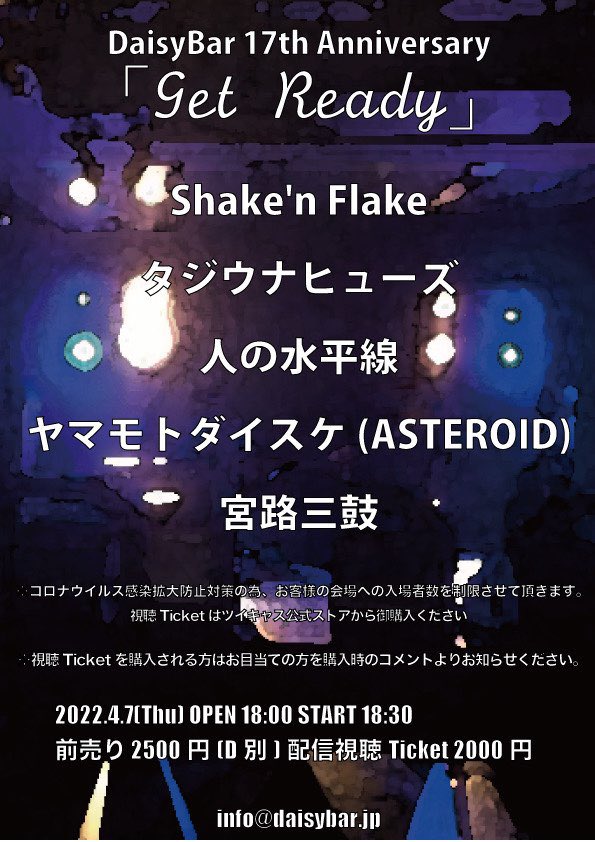 DaisyBar 17th Anniversary
「Get Ready」
Shake'n Flake
タジウナヒューズ
人の水平線
ヤマモトダイスケ (ASTEROID)
宮路三鼓
※コロナウイルス感染拡大防止対策の為、お客様の会場への入場者数を制限させて頂きます。
視聴 Ticket はツイキャス公式ストアから御購入ください
※視聴 Ticket を購入される方はお目当ての方を購入時のコメントよりお知らせください。
2022.4.7(Thu) OPEN 18:00 START 18:30
前売り 2500 円 (D 別 ) 配信視聴 Ticket 2000 円
info@daisybar.jp